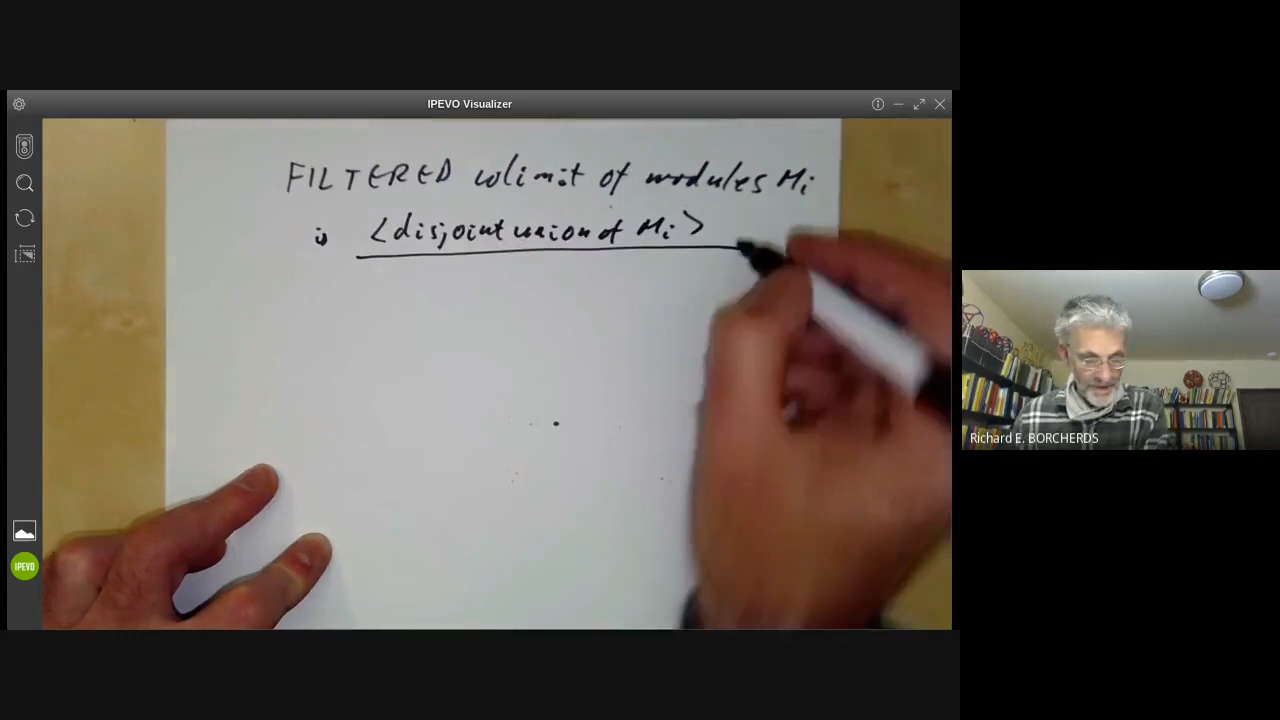 IPEVO Visualizer
FILTERED colimit of modules Mi
is <disjoint union of Mi>
IPEVO
Richard E. BORCHERDS